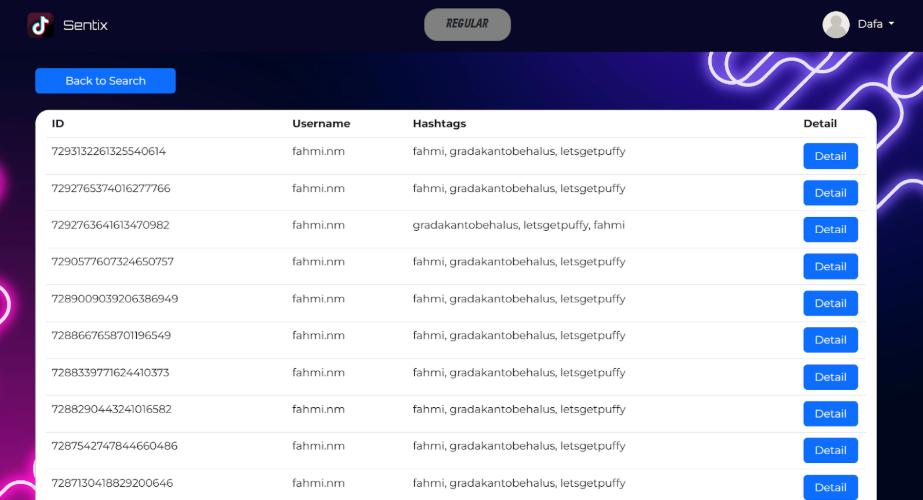 Sentix
REGULAR
Dafa
Back to Search
ID Username Hashtags Detail
7293132261325540614 fahmi.nm fahmi, gradakantobehalus, letsgetpuffy Detail
7292765374016277766 fahmi.nm fahmi, gradakantobehalus, letsgetpuffy Detail
7292763641613470982 fahmi.nm gradakantobehalus, letsgetpuffy, fahmi Detail
7290577607324650757 fahmi.nm fahmi, gradakantobehalus, letsgetpuffy Detail
7289009039206386949 fahmi.nm fahmi, gradakantobehalus, letsgetpuffy Detail
7288667658701196549 fahmi.nm fahmi, gradakantobehalus, letsgetpuffy Detail
7288339771624410373 fahmi.nm fahmi, gradakantobehalus, letsgetpuffy Detail
7288290443241016582 fahmi.nm fahmi, gradakantobehalus, letsgetpuffy Detail
7287542747844660486 fahmi.nm fahmi, gradakantobehalus, letsgetpuffy Detail
7287130418829200646 fahmi.nm fahmi, gradakantobehalus, letsgetpuffy Detail